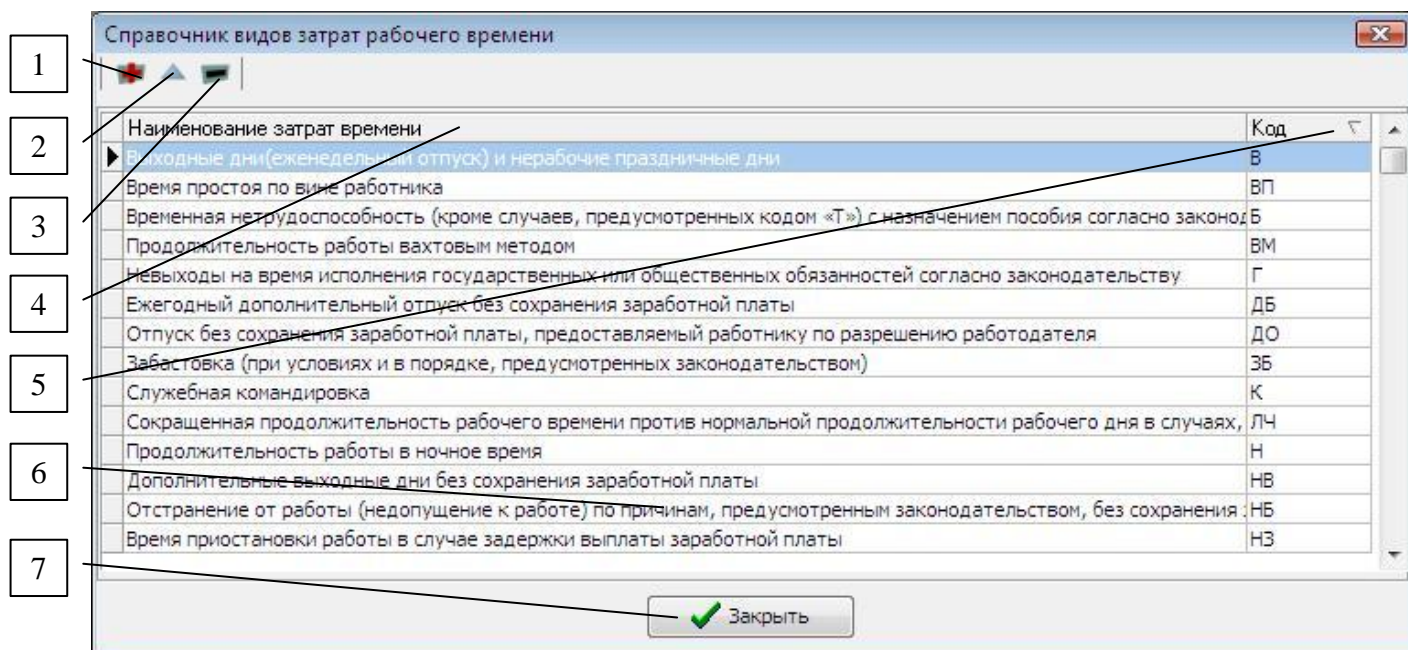 Справочник видов затрат рабочего времени
1
2
3
4
5
6
7
Наименование затрат времени Код
Выходные дни(еженедельный отпуск) и нерабочие праздничные дни В
Время простоя по вине работника ВП
Временная нетрудоспособность (кроме случаев, предусмотренных кодом «Т») с назначением пособия согласно законод Б
Продолжительность работы вахтовым методом ВМ
Невыходы на время исполнения государственных или общественных обязанностей согласно законодательству Г
Ежегодный дополнительный отпуск без сохранения заработной платы ДБ
Отпуск без сохранения заработной платы, предоставляемый работнику по разрешению работодателя ДО
Забастовка (при условиях и в порядке, предусмотренных законодательством) ЗБ
Служебная командировка К
Сокращенная продолжительность рабочего времени против нормальной продолжительности рабочего дня в случаях, ЛЧ
Продолжительность работы в ночное время Н
Дополнительные выходные дни без сохранения заработной платы НВ
Отстранение от работы (недопущение к работе) по причинам, предусмотренным законодательством, без сохранения НБ
Время приостановки работы в случае задержки выплаты заработной платы НЗ
Закрыть